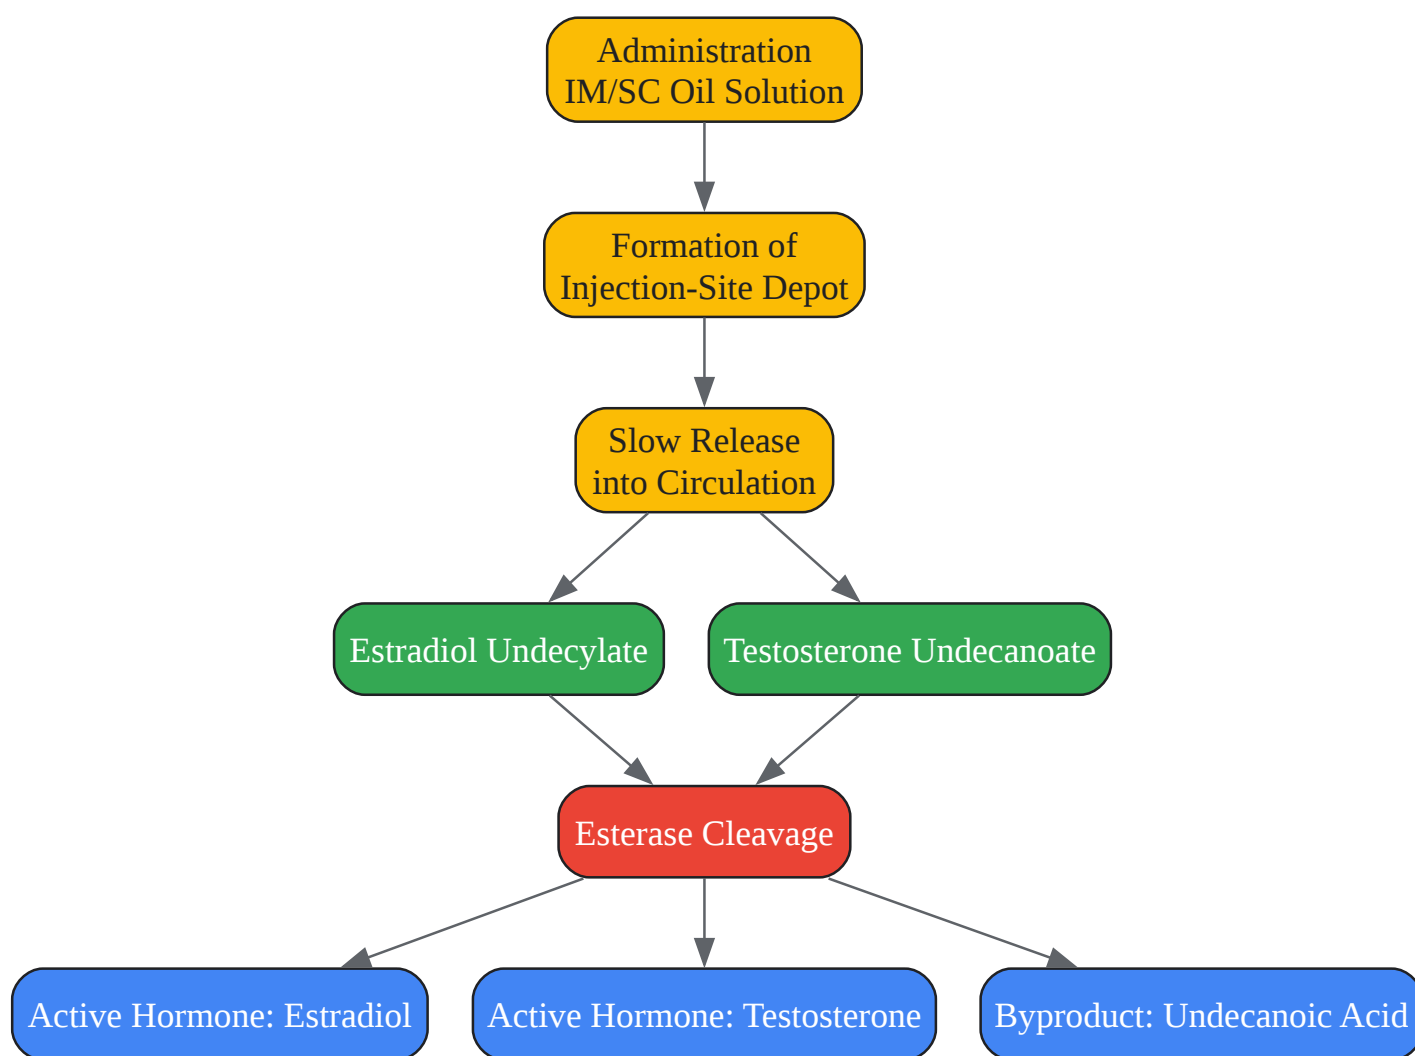 Administration
IM/SC Oil Solution
Formation of
Injection-Site Depot
Slow Release
into Circulation
Estradiol Undecylate
Testosterone Undecanoate
Esterase Cleavage
Active Hormone: Estradiol
Active Hormone: Testosterone
Byproduct: Undecanoic Acid